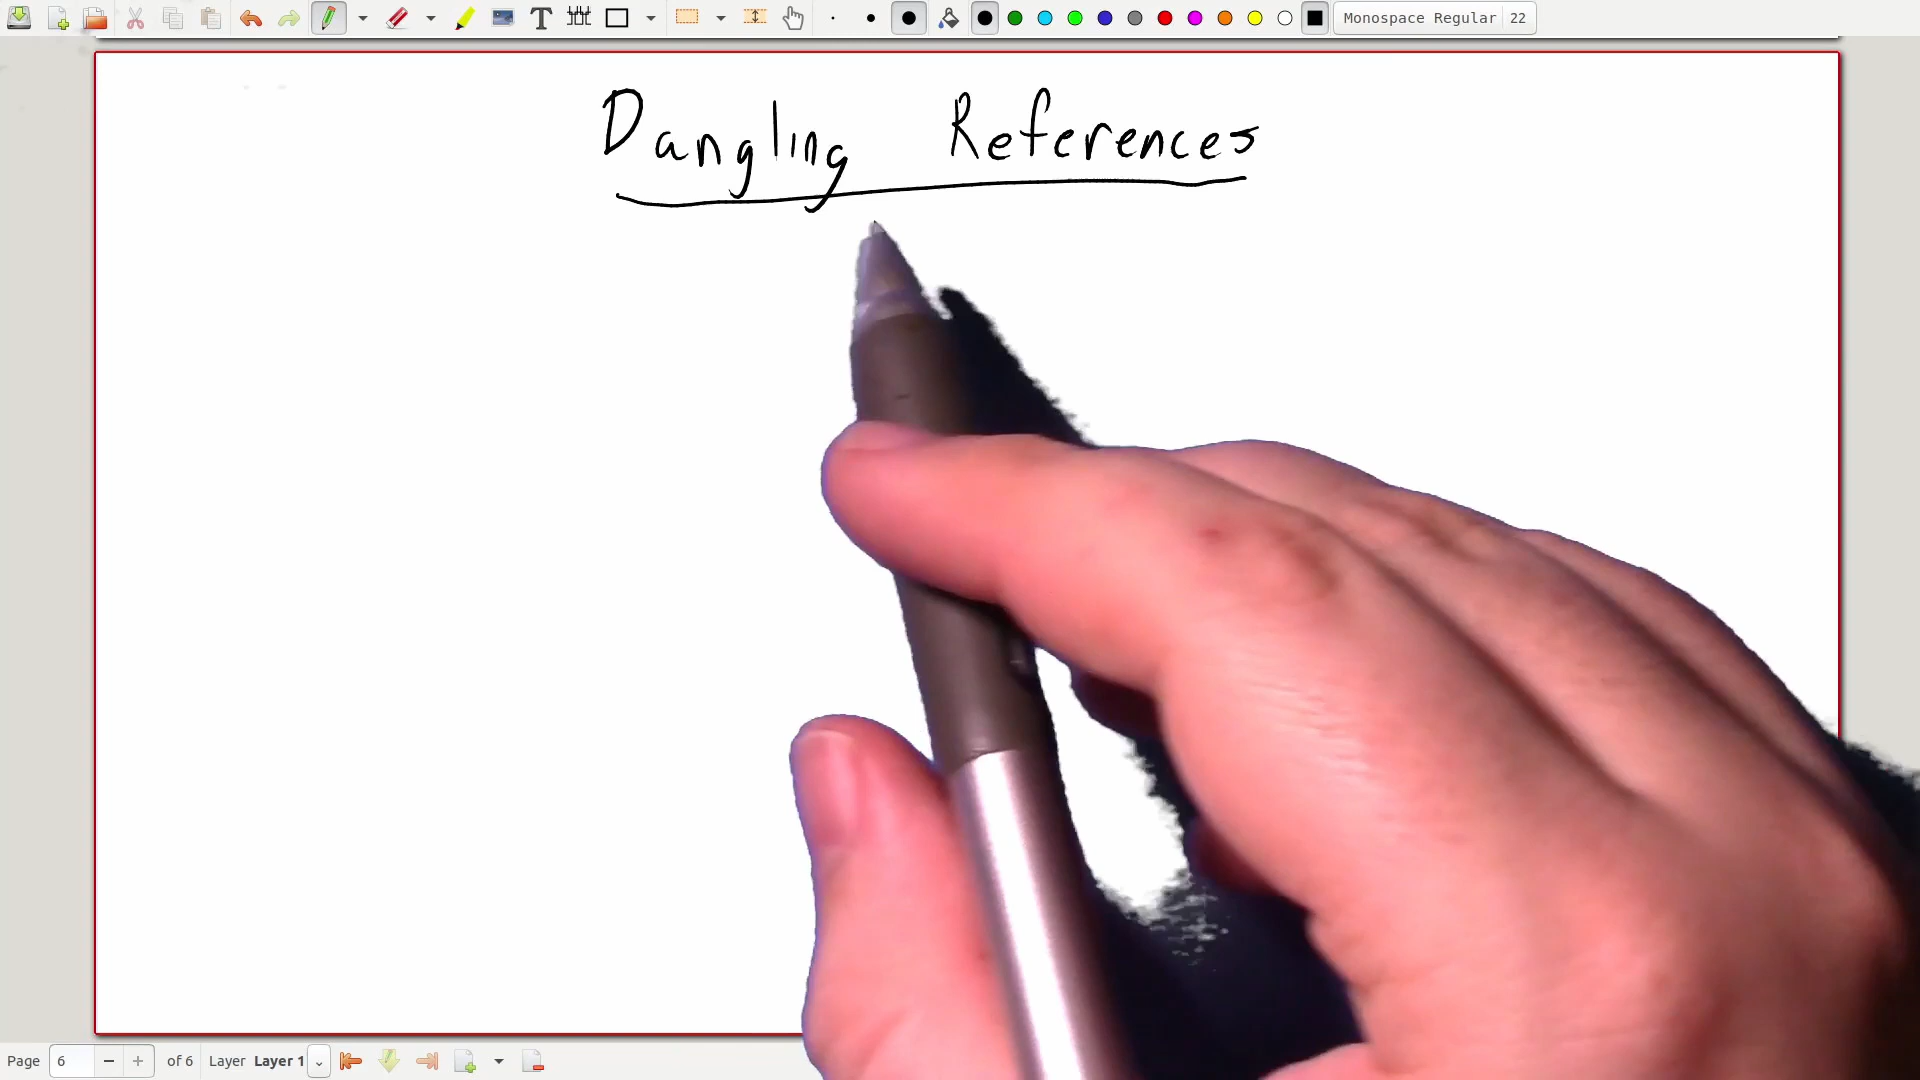 Monospace Regular 22
Dangling References
Page 6 of 6 Layer Layer 1